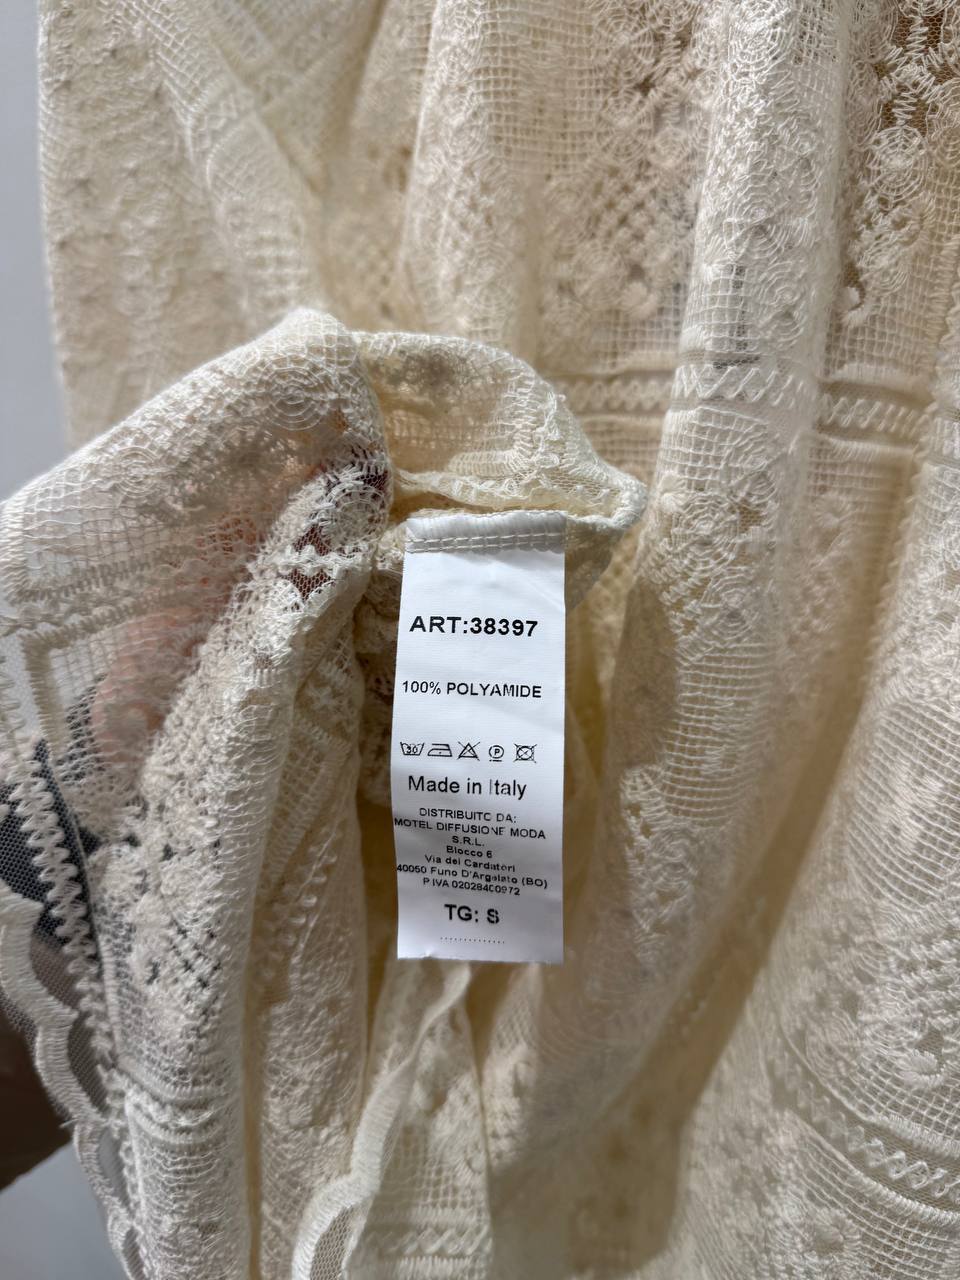 ART:38397
100% POLYAMIDE
30 P
Made in Italy
DISTRIBUITO DA:
MOTEL DIFFUSIONE MODA
S.R.L.
Blocco 6
Via dei Cardatori
40050 Funo D'Argelato (BO)
P.IVA 02028400972
TG: S